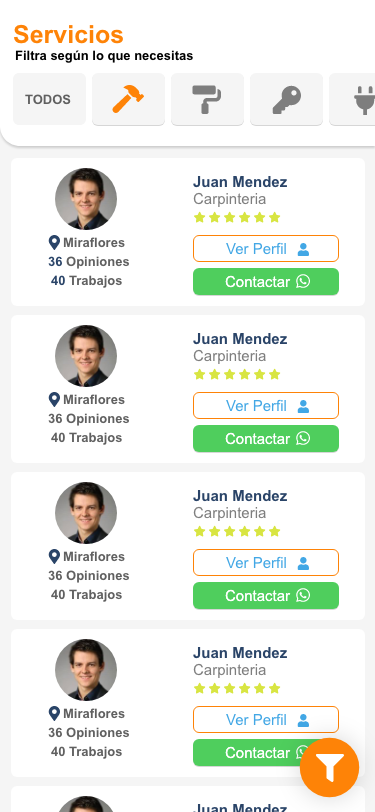 Servicios
Filtra según lo que necesitas
TODOS
Juan Mendez
Carpinteria
Miraflores
36 Opiniones
40 Trabajos
Ver Perfil
Contactar
Juan Mendez
Carpinteria
Miraflores
36 Opiniones
40 Trabajos
Ver Perfil
Contactar
Juan Mendez
Carpinteria
Miraflores
36 Opiniones
40 Trabajos
Ver Perfil
Contactar
Juan Mendez
Carpinteria
Miraflores
36 Opiniones
40 Trabajos
Ver Perfil
Contactar
Juan Mendez